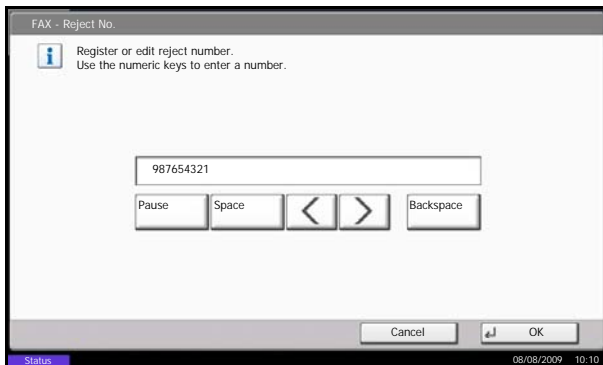 FAX - Reject No.
Register or edit reject number.
Use the numeric keys to enter a number.
987654321
Pause Space Backspace
Cancel OK
Status 08/08/2009 10:10